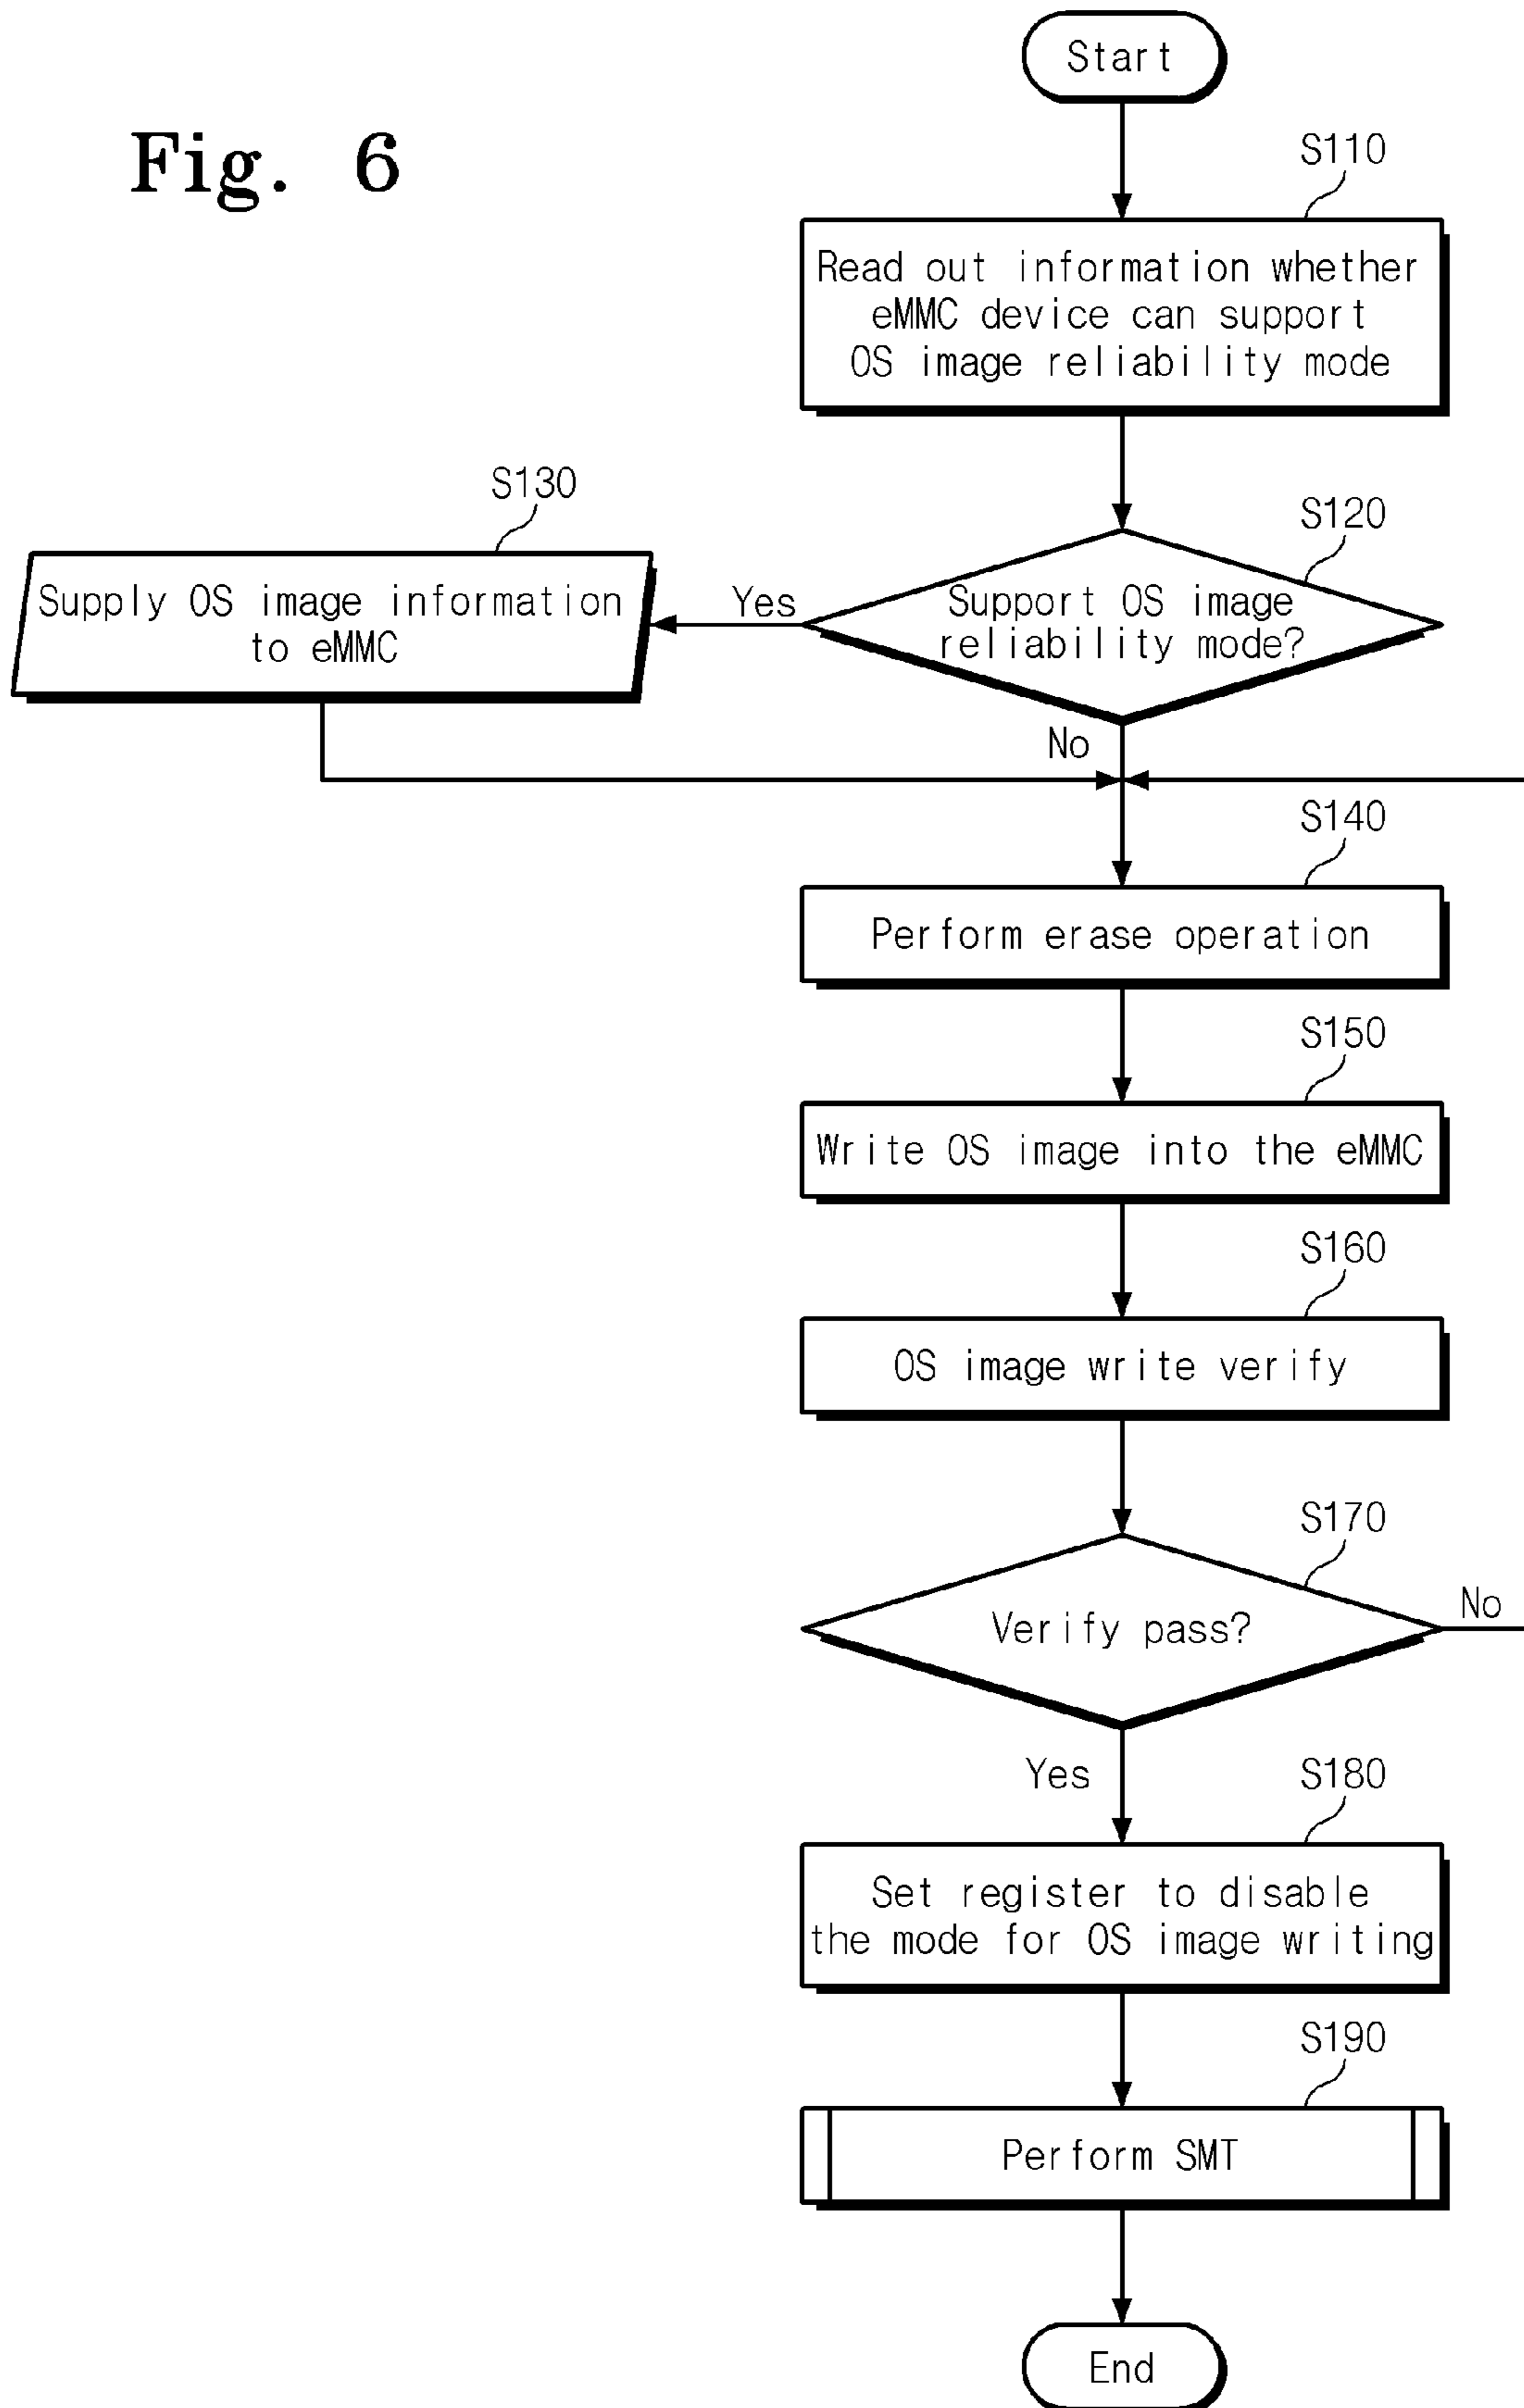 Start
Fig. 6
S110
Read out information whether
eMMC device can support
OS image reliability mode
S130
S120
Supply OS image information
to eMMC
Yes
Support OS image
reliability mode?
No
S140
Perform erase operation
S150
Write OS image into the eMMC
S160
OS image write verify
S170
Verify pass?
No
Yes
S180
Set register to disable
the mode for OS image writing
S190
Perform SMT
End